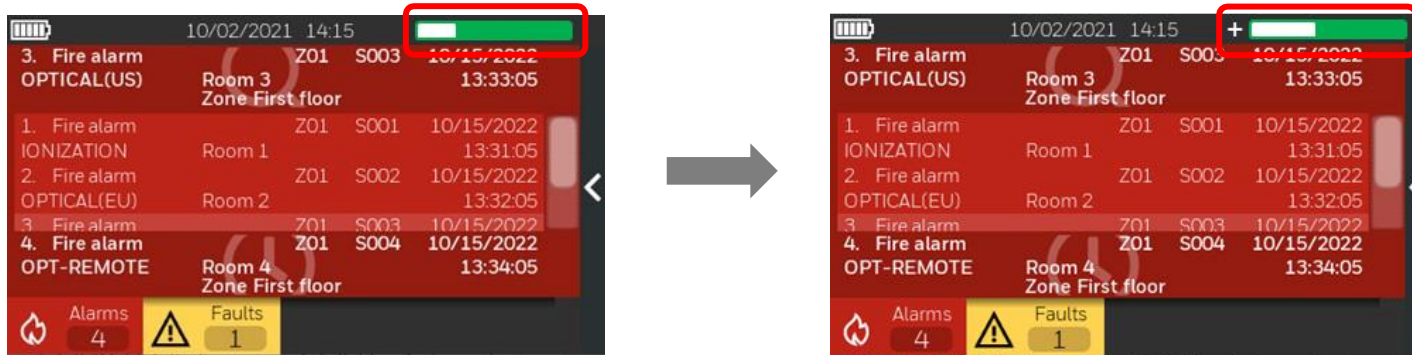 10/02/2021 14:15
3. Fire alarm Z01 S003 10/15/2022
OPTICAL(US) Room 3 13:33:05
Zone First floor
1. Fire alarm Z01 S001 10/15/2022
IONIZATION Room 1 13:31:05
2. Fire alarm Z01 S002 10/15/2022
OPTICAL(EU) Room 2 13:32:05
3. Fire alarm Z01 S003 10/15/2022
4. Fire alarm Z01 S004 10/15/2022
OPT-REMOTE Room 4 13:34:05
Zone First floor
Alarms Faults
4 1
10/02/2021 14:15 +
3. Fire alarm Z01 S003 10/15/2022
OPTICAL(US) Room 3 13:33:05
Zone First floor
1. Fire alarm Z01 S001 10/15/2022
IONIZATION Room 1 13:31:05
2. Fire alarm Z01 S002 10/15/2022
OPTICAL(EU) Room 2 13:32:05
3. Fire alarm Z01 S003 10/15/2022
4. Fire alarm Z01 S004 10/15/2022
OPT-REMOTE Room 4 13:34:05
Zone First floor
Alarms Faults
4 1